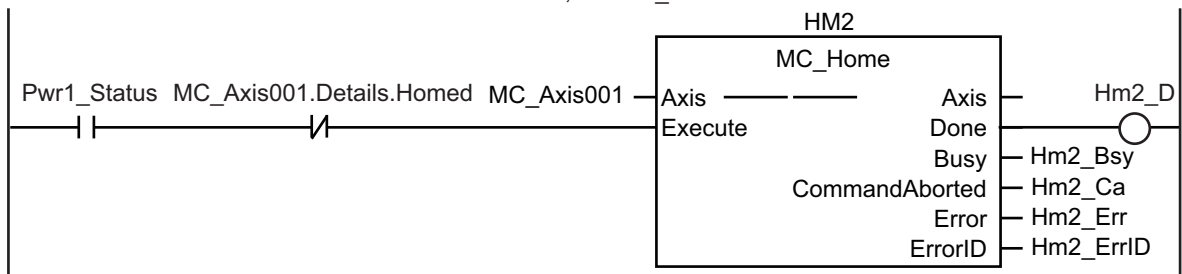 HM2
MC_Home
Pwr1_Status MC_Axis001.Details.Homed MC_Axis001 Axis Axis Hm2_D
Execute Done
Busy Hm2_Bsy
CommandAborted Hm2_Ca
Error Hm2_Err
ErrorID Hm2_ErrID